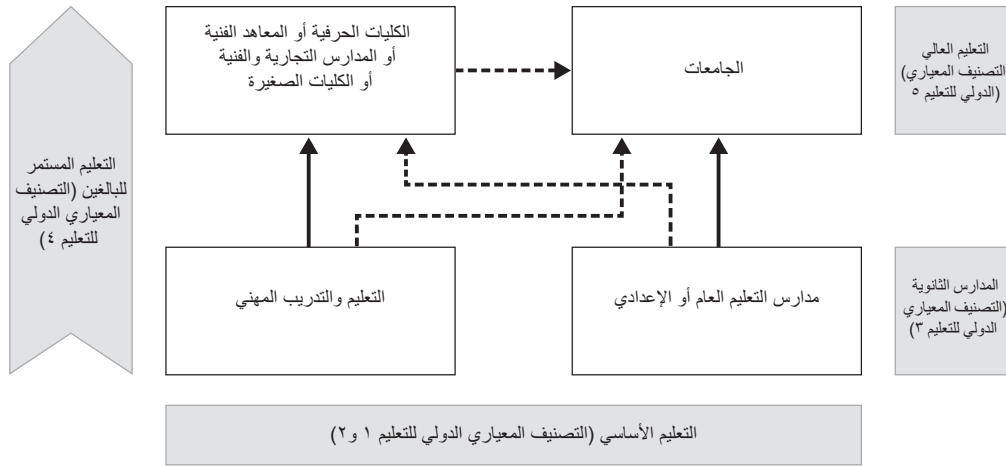 الكليات الحرفية أو المعاهد الفنية
أو المدارس التجارية والفنية
أو الكليات الصغيرة
الجامعات
التعليم العالي
(التصنيف المعياري
الدولي للتعليم ٥)
التعليم المستمر
للبالغين (التصنيف
المعياري الدولي
للتعليم ٤)
التعليم والتدريب المهني
مدارس التعليم العام أو الإعدادي
المدارس الثانوية
(التصنيف المعياري
الدولي للتعليم ٣)
التعليم الأساسي (التصنيف المعياري الدولي للتعليم ١ و٢)